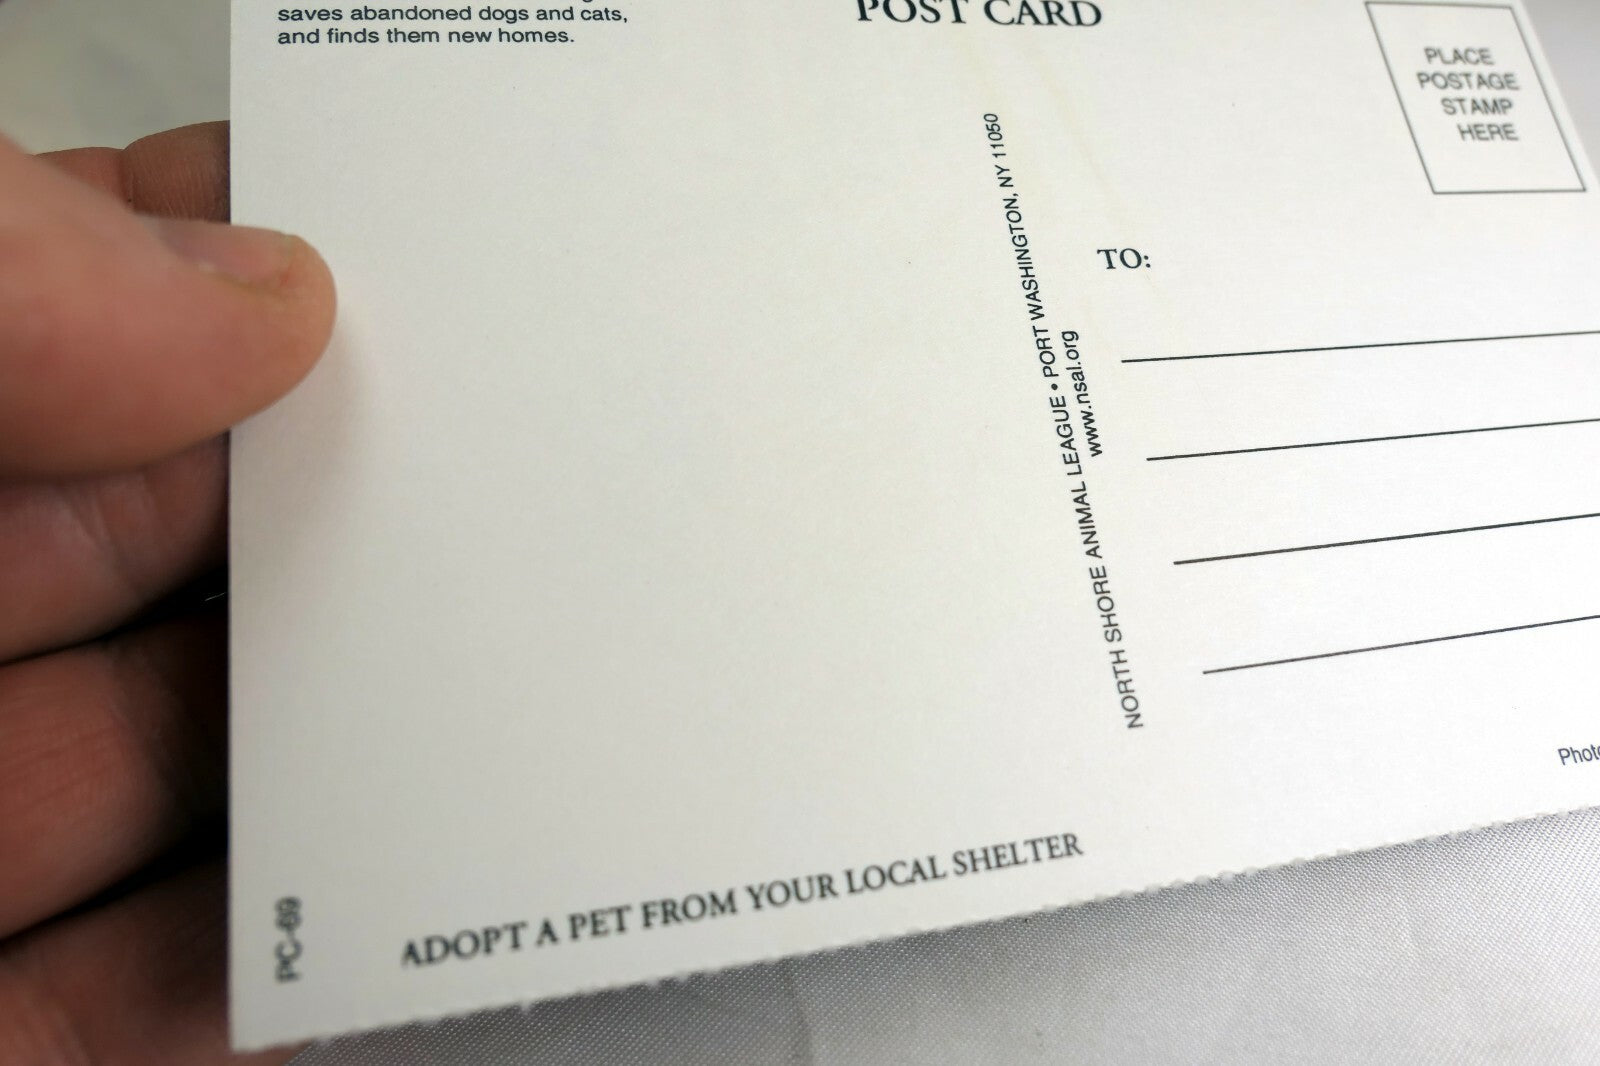 saves abandoned dogs and cats,
and finds them new homes.
POST CARD
PLACE
POSTAGE
STAMP
HERE
NORTH SHORE ANIMAL LEAGUE • PORT WASHINGTON, NY 11050
www.nsal.org
TO:
PC-69
ADOPT A PET FROM YOUR LOCAL SHELTER